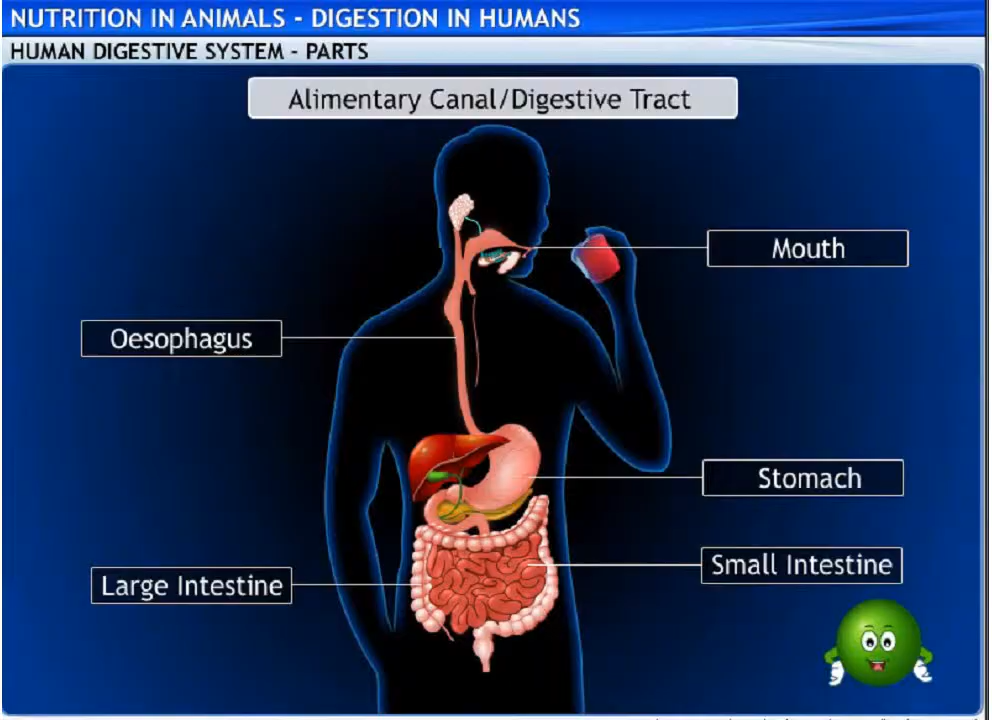 NUTRITION IN ANIMALS - DIGESTION IN HUMANS
HUMAN DIGESTIVE SYSTEM - PARTS
Alimentary Canal/Digestive Tract
Mouth
Oesophagus
Stomach
Small Intestine
Large Intestine